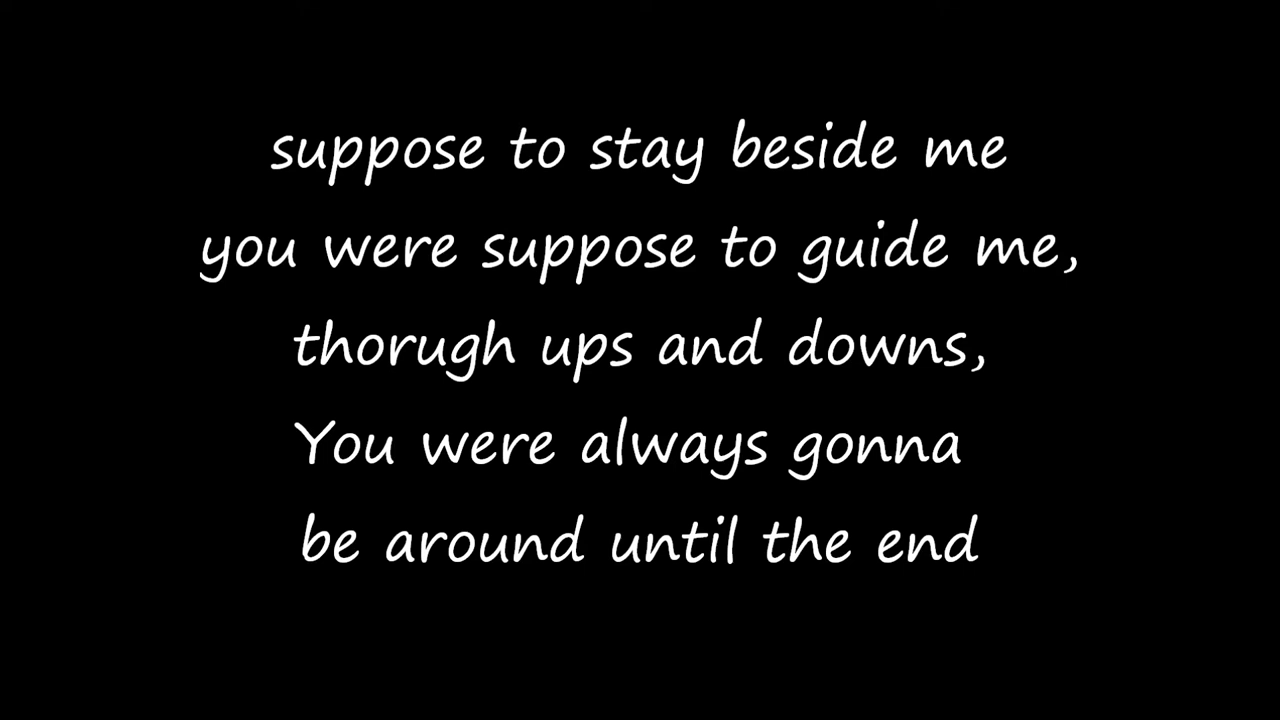 suppose to stay beside me
you were suppose to guide me,
thorugh ups and downs,
You were always gonna
be around until the end